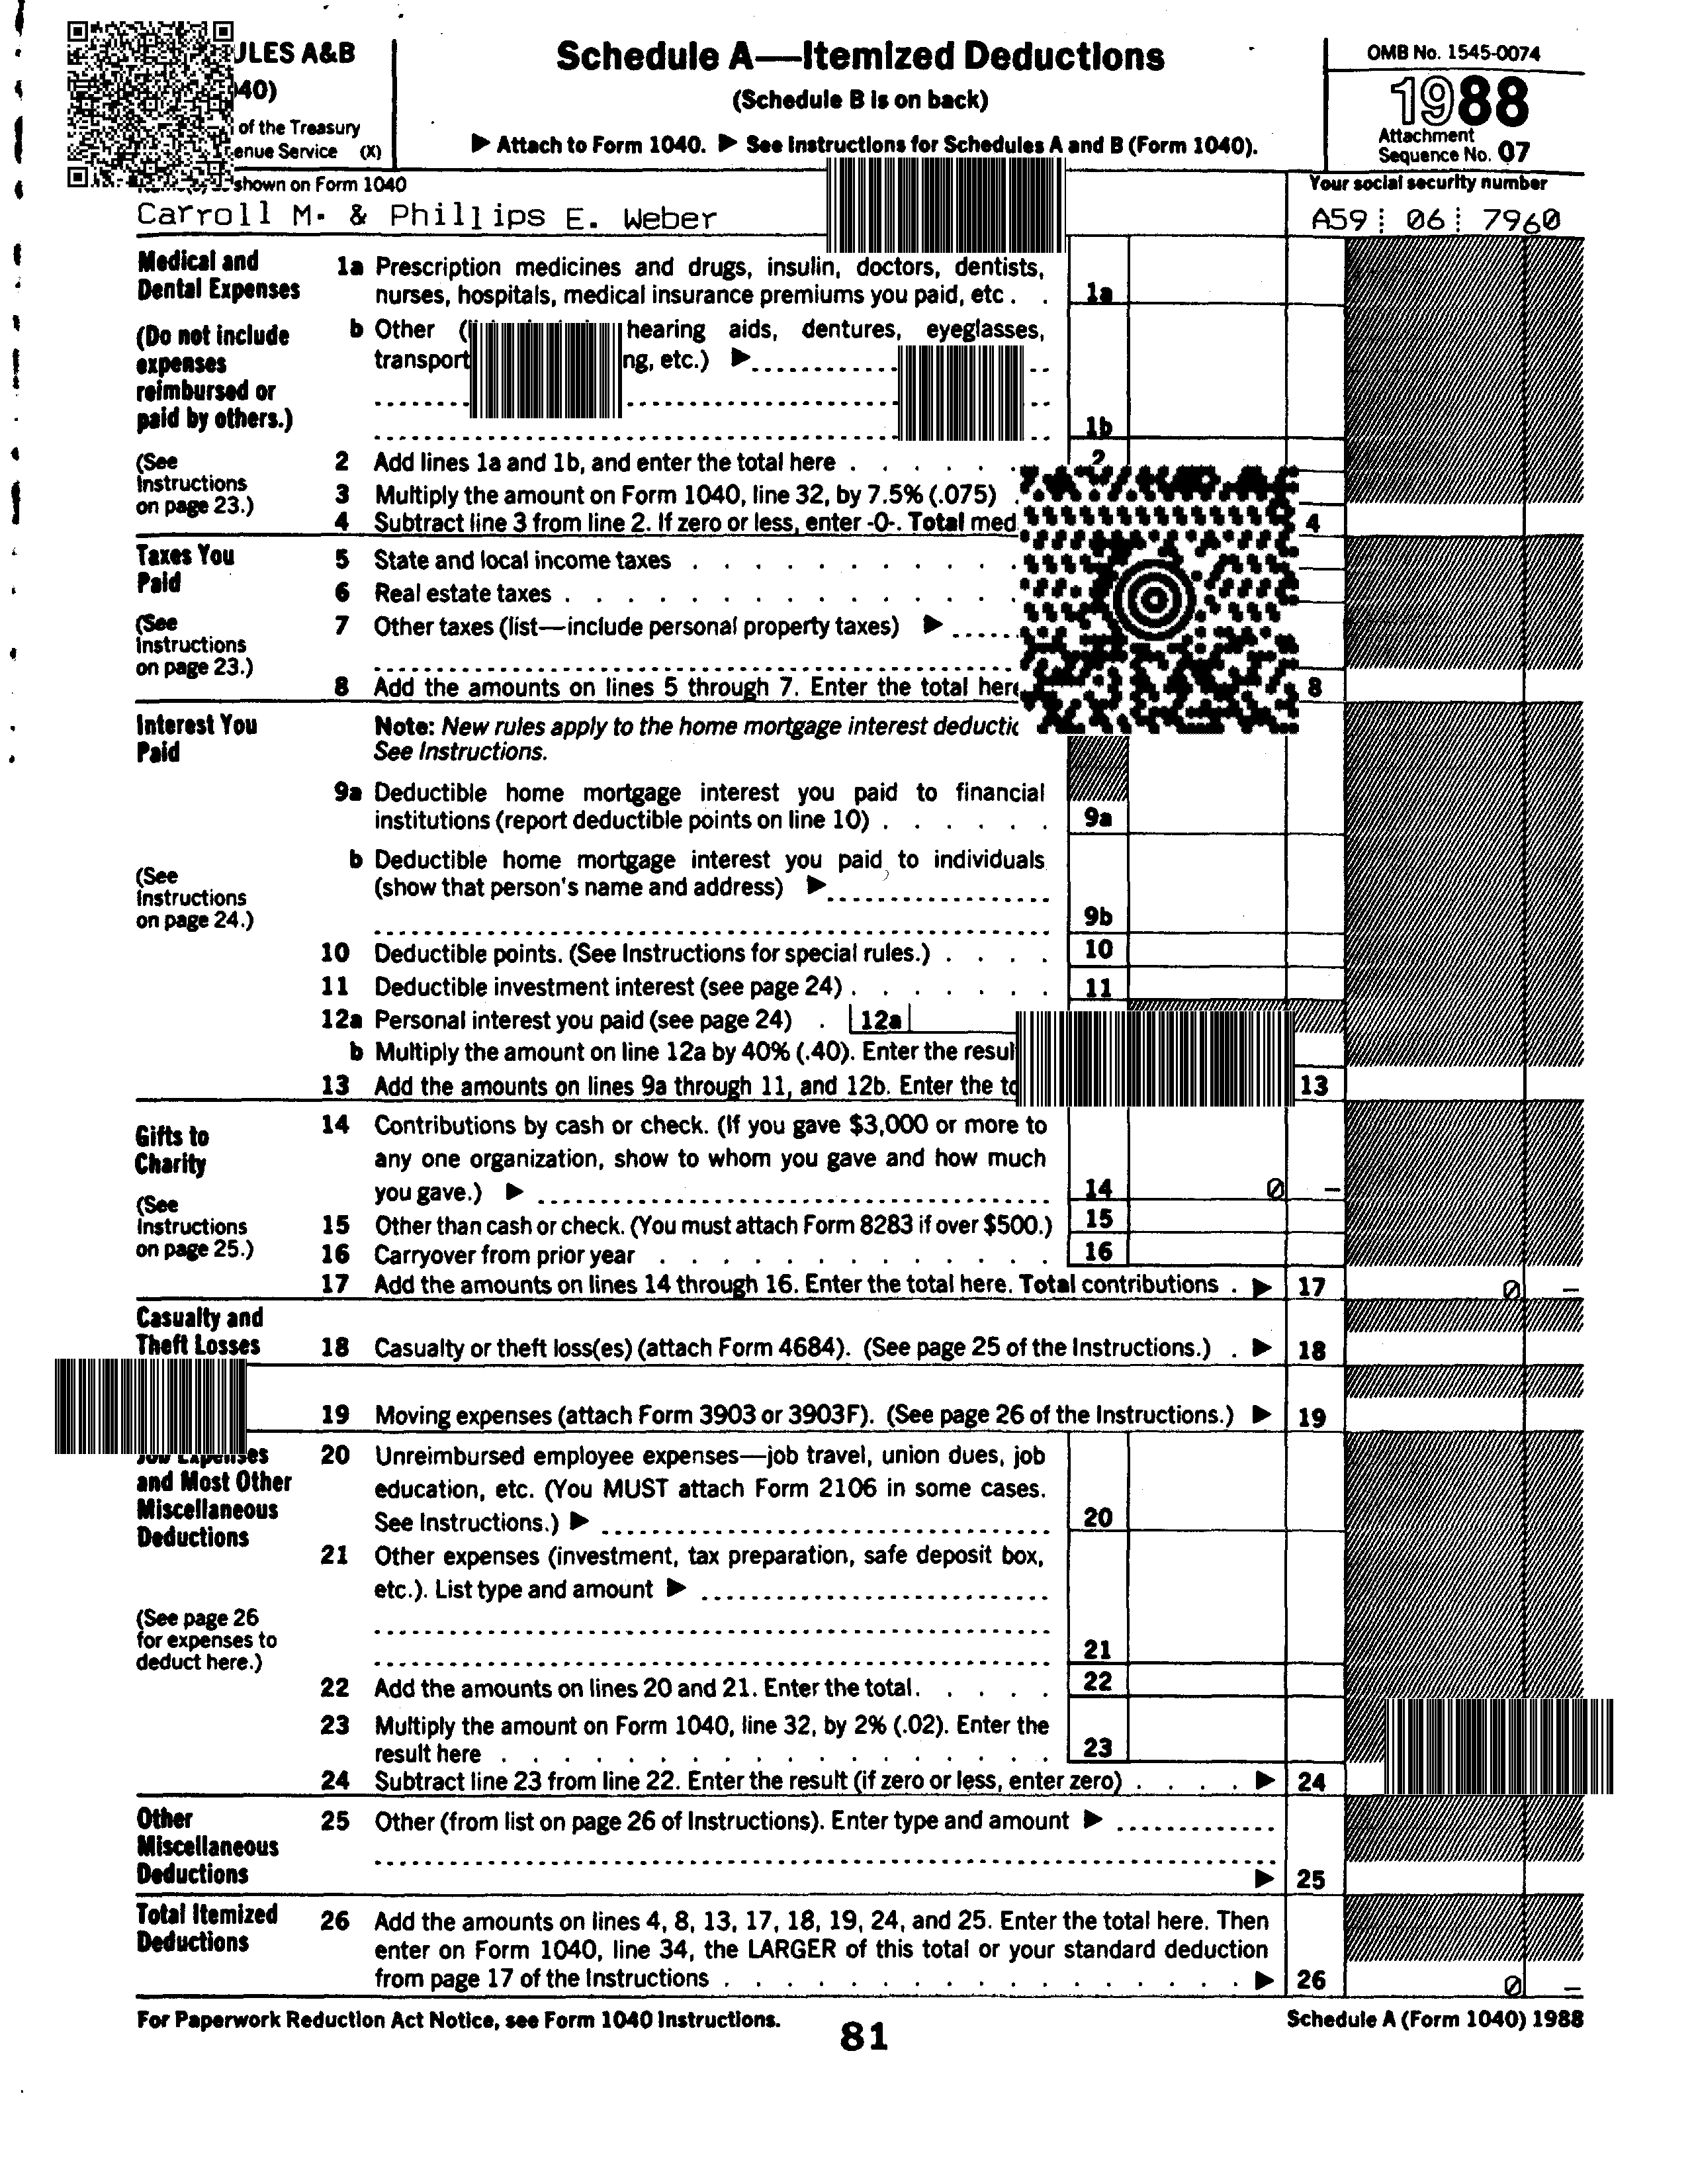 ULES A&B
40)
of the Treasury
enue Service (X)
Schedule A—Itemized Deductions
(Schedule B is on back)
▶ Attach to Form 1040. ▶ See Instructions for Schedules A and B (Form 1040).
OMB No. 1545-0074
1988
Attachment
Sequence No. 07
shown on Form 1040
Your social security number
Carroll M. & Phillips E. Weber
A59 06 7960
Medical and
Dental Expenses
(Do not include
expenses
reimbursed or
paid by others.)
(See
Instructions
on page 23.)
1a Prescription medicines and drugs, insulin, doctors, dentists,
nurses, hospitals, medical insurance premiums you paid, etc . . 1a
b Other hearing aids, dentures, eyeglasses,
transport ng, etc.) ▶
1b
2 Add lines 1a and 1b, and enter the total here . . . . . . 2
3 Multiply the amount on Form 1040, line 32, by 7.5% (.075) .
4 Subtract line 3 from line 2. If zero or less, enter -0-. Total med 4
Taxes You
Paid
(See
Instructions
on page 23.)
5 State and local income taxes . . . . . . . . . . .
6 Real estate taxes . . . . . . . . . . . . . .
7 Other taxes (list—include personal property taxes) ▶
8 Add the amounts on lines 5 through 7. Enter the total here 8
Interest You
Paid
(See
Instructions
on page 24.)
Note: New rules apply to the home mortgage interest deductio
See Instructions.
9a Deductible home mortgage interest you paid to financial
institutions (report deductible points on line 10) . . . . . . 9a
b Deductible home mortgage interest you paid to individuals
(show that person's name and address) ▶
9b
10 Deductible points. (See Instructions for special rules.) . . . . 10
11 Deductible investment interest (see page 24) . . . . . . . 11
12a Personal interest you paid (see page 24) . 12a
b Multiply the amount on line 12a by 40% (.40). Enter the resul
13 Add the amounts on lines 9a through 11, and 12b. Enter the to 13
Gifts to
Charity
(See
Instructions
on page 25.)
14 Contributions by cash or check. (If you gave $3,000 or more to
any one organization, show to whom you gave and how much
you gave.) ▶ 14 0 –
15 Other than cash or check. (You must attach Form 8283 if over $500.) 15
16 Carryover from prior year . . . . . . . . . . . . 16
17 Add the amounts on lines 14 through 16. Enter the total here. Total contributions . ▶ 17 0 –
Casualty and
Theft Losses
18 Casualty or theft loss(es) (attach Form 4684). (See page 25 of the Instructions.) . ▶ 18
19 Moving expenses (attach Form 3903 or 3903F). (See page 26 of the Instructions.) ▶ 19
Job Expenses
and Most Other
Miscellaneous
Deductions
(See page 26
for expenses to
deduct here.)
20 Unreimbursed employee expenses—job travel, union dues, job
education, etc. (You MUST attach Form 2106 in some cases.
See Instructions.) ▶ 20
21 Other expenses (investment, tax preparation, safe deposit box,
etc.). List type and amount ▶
21
22 Add the amounts on lines 20 and 21. Enter the total. . . . . 22
23 Multiply the amount on Form 1040, line 32, by 2% (.02). Enter the
result here . . . . . . . . . . . . . . . . . 23
24 Subtract line 23 from line 22. Enter the result (if zero or less, enter zero) . . . . ▶ 24
Other
Miscellaneous
Deductions
25 Other (from list on page 26 of Instructions). Enter type and amount ▶
▶ 25
Total Itemized
Deductions
26 Add the amounts on lines 4, 8, 13, 17, 18, 19, 24, and 25. Enter the total here. Then
enter on Form 1040, line 34, the LARGER of this total or your standard deduction
from page 17 of the Instructions . . . . . . . . . . . . . . . . ▶ 26 0 –
For Paperwork Reduction Act Notice, see Form 1040 Instructions.
Schedule A (Form 1040) 1988
81